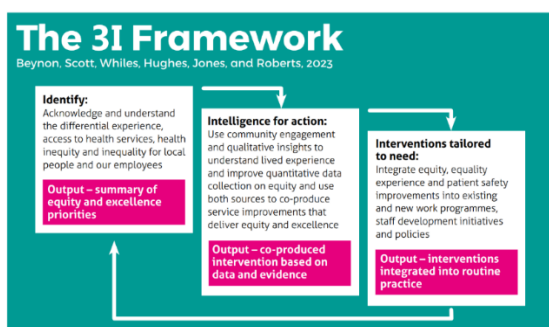 The 3I Framework
Beynon, Scott, Whiles, Hughes, Jones, and Roberts, 2023
Identify:
Acknowledge and understand
the differential experience,
access to health services, health
inequity and inequality for local
people and our employees
Output – summary of
equity and excellence
priorities
Intelligence for action:
Use community engagement
and qualitative insights to
understand lived experience
and improve quantitative data
collection on equity and use
both sources to co-produce
service improvements that
deliver equity and excellence
Output – co-produced
intervention based on
data and evidence
Interventions tailored
to need:
Integrate equity, equality
experience and patient safety
improvements into existing
and new work programmes,
staff development initiatives
and policies
Output – interventions
integrated into routine
practice